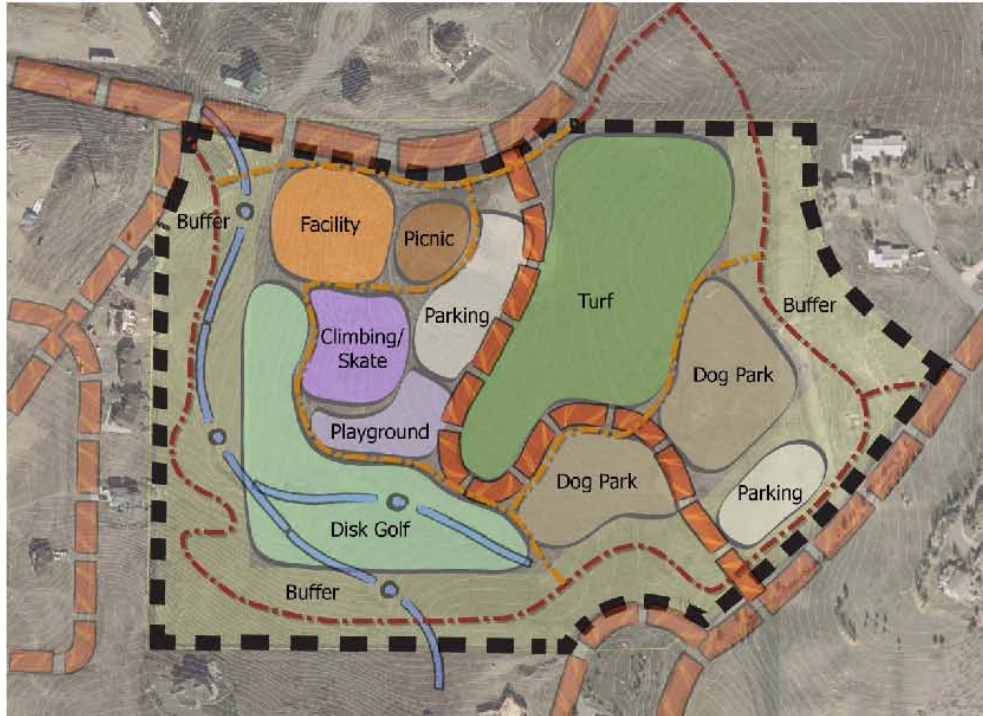 Buffer
Facility
Picnic
Turf
Parking
Buffer
Climbing/
Skate
Dog Park
Playground
Dog Park
Parking
Disk Golf
Buffer